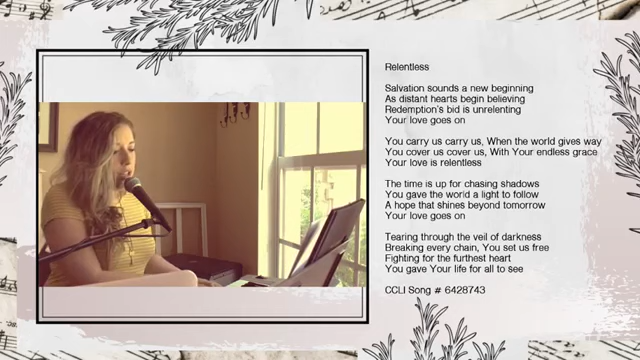 Relentless
Salvation sounds a new beginning
As distant hearts begin believing
Redemption's bid is unrelenting
Your love goes on
You carry us carry us, When the world gives way
You cover us cover us, With Your endless grace
Your love is relentless
The time is up for chasing shadows
You gave the world a light to follow
A hope that shines beyond tomorrow
Your love goes on
Tearing through the veil of darkness
Breaking every chain, You set us free
Fighting for the furthest heart
You gave Your life for all to see
CCLI Song # 6428743